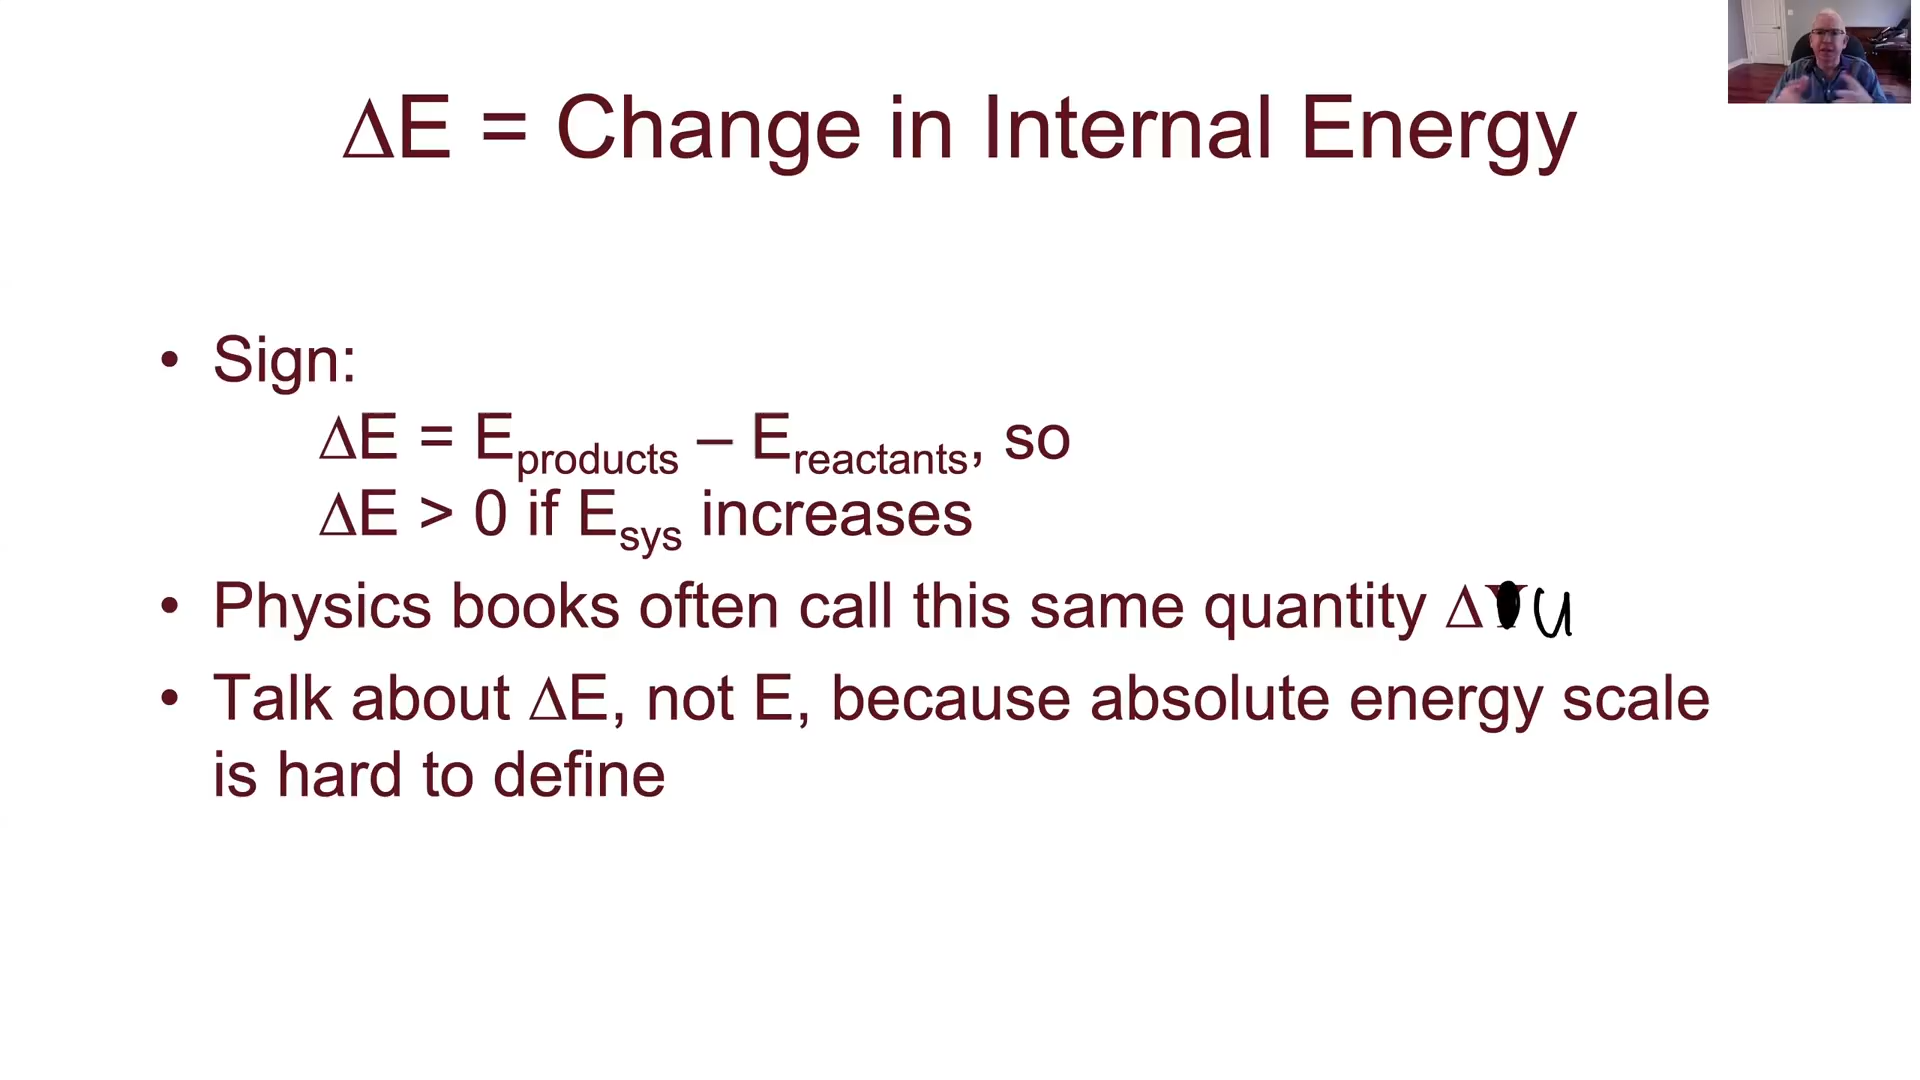 ΔE = Change in Internal Energy
• Sign:
ΔE = Eproducts – Ereactants, so
ΔE > 0 if Esys increases
• Physics books often call this same quantity Δ U
• Talk about ΔE, not E, because absolute energy scale
is hard to define